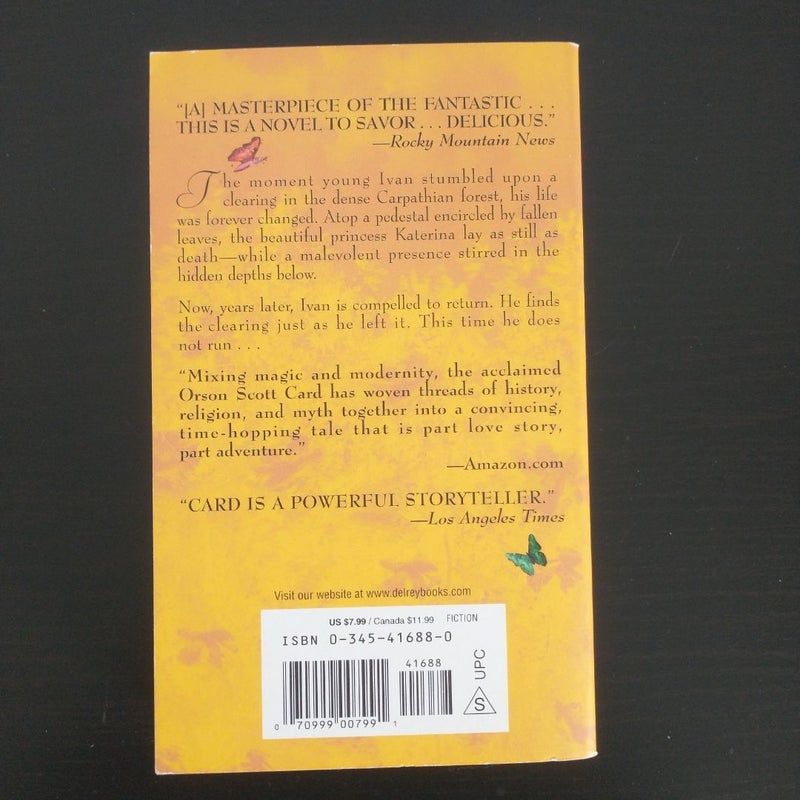 “[A] MASTERPIECE OF THE FANTASTIC . . .
THIS IS A NOVEL TO SAVOR . . . DELICIOUS.”
—Rocky Mountain News
The moment young Ivan stumbled upon a
clearing in the dense Carpathian forest, his life
was forever changed. Atop a pedestal encircled by fallen
leaves, the beautiful princess Katerina lay as still as
death—while a malevolent presence stirred in the
hidden depths below.
Now, years later, Ivan is compelled to return. He finds
the clearing just as he left it. This time he does
not run . . .
“Mixing magic and modernity, the acclaimed
Orson Scott Card has woven threads of history,
religion, and myth together into a convincing,
time-hopping tale that is part love story,
part adventure.”
—Amazon.com
“CARD IS A POWERFUL STORYTELLER.”
—Los Angeles Times
Visit our website at www.delreybooks.com
US $7.99 / Canada $11.99 FICTION
ISBN 0-345-41688-0
41688
0 70999 00799 1
S UPC